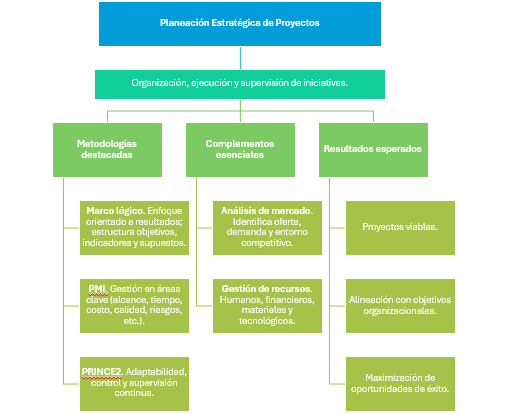 Planeación Estratégica de Proyectos
Organización, ejecución y supervisión de iniciativas.
Metodologías
destacadas
Marco lógico. Enfoque
orientado a resultados;
estructura objetivos,
indicadores y supuestos.
PMI. Gestión en áreas
clave (alcance, tiempo,
costo, calidad, riesgos,
etc.).
PRINCE2. Adaptabilidad,
control y supervisión
continua.
Complementos
esenciales
Análisis de mercado.
Identifica oferta,
demanda y entorno
competitivo.
Gestión de recursos.
Humanos, financieros,
materiales y
tecnológicos.
Resultados esperados
Proyectos viables.
Alineación con objetivos
organizacionales.
Maximización de
oportunidades de éxito.